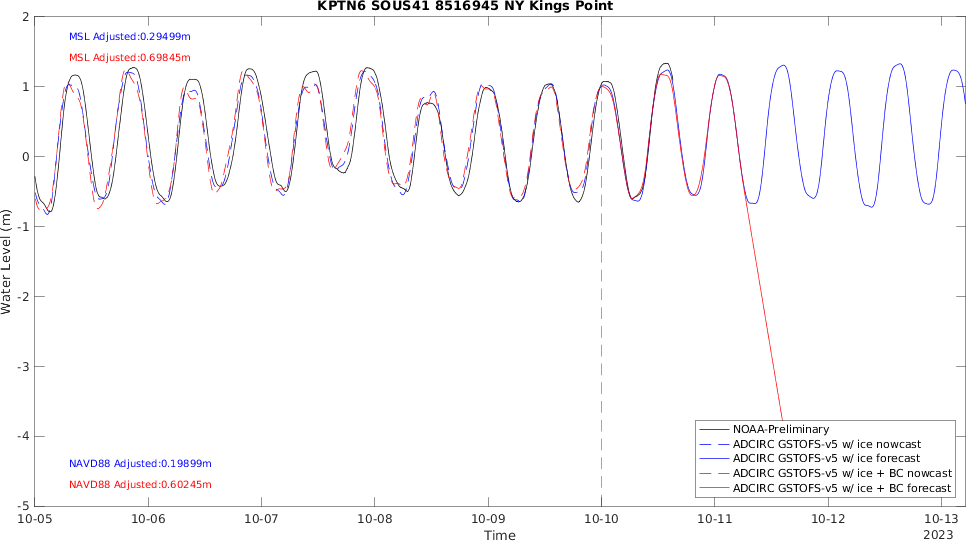 KPTN6 SOUS41 8516945 NY Kings Point
2
MSL Adjusted:0.29499m
MSL Adjusted:0.69845m
1
0
-1
Water Level (m)
-2
-3
-4
NOAA-Preliminary
ADCIRC GSTOFS-v5 w/ ice nowcast
ADCIRC GSTOFS-v5 w/ ice forecast
ADCIRC GSTOFS-v5 w/ ice + BC nowcast
ADCIRC GSTOFS-v5 w/ ice + BC forecast
NAVD88 Adjusted:0.19899m
NAVD88 Adjusted:0.60245m
-5
10-05 10-06 10-07 10-08 10-09 10-10 10-11 10-12 10-13
Time
2023